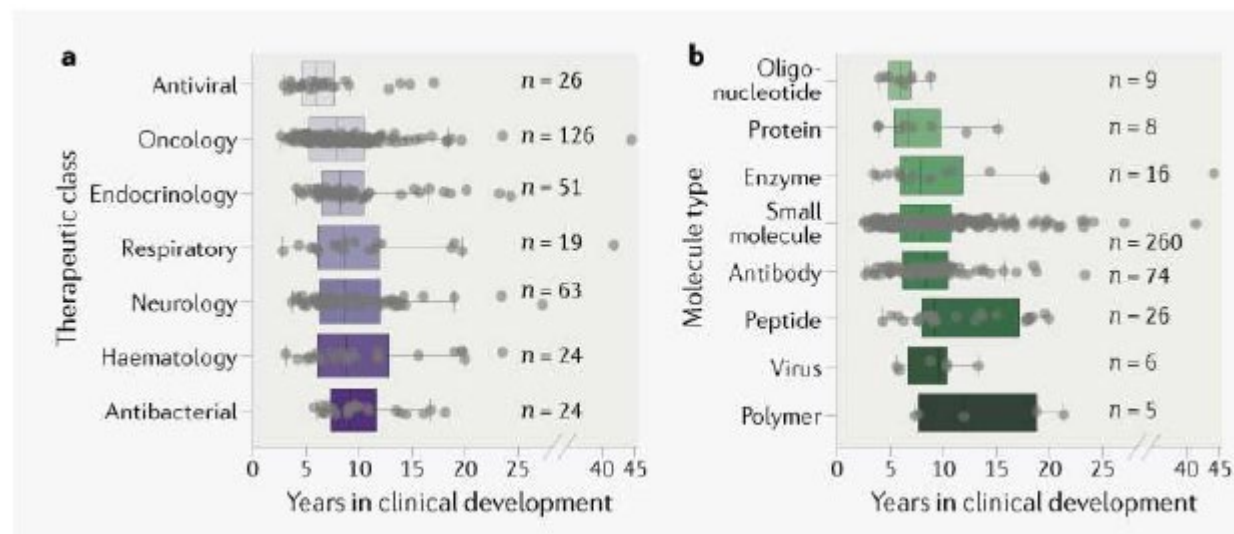 a
Therapeutic class
Antiviral
n = 26
Oncology
n = 126
Endocrinology
n = 51
Respiratory
n = 19
Neurology
n = 63
Haematology
n = 24
Antibacterial
n = 24
0 5 10 15 20 25 40 45
Years in clinical development
b
Molecule type
Oligo-
nucleotide
n = 9
Protein
n = 8
Enzyme
n = 16
Small
molecule
n = 260
Antibody
n = 74
Peptide
n = 26
Virus
n = 6
Polymer
n = 5
0 5 10 15 20 25 40 45
Years in clinical development